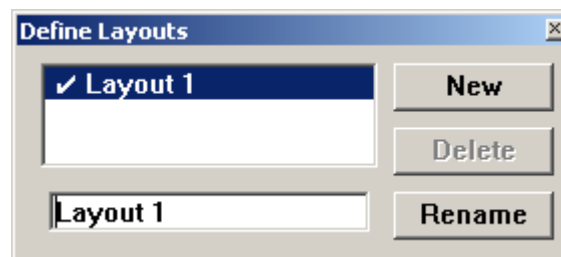 Define Layouts
✓ Layout 1
New
Delete
Layout 1
Rename